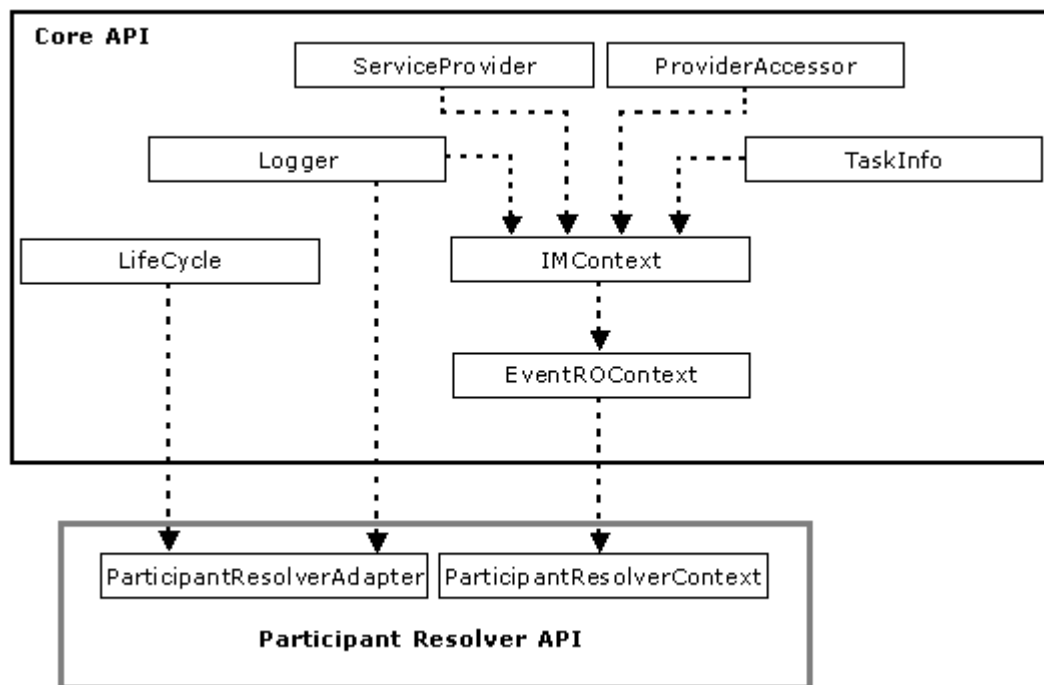 Core API
ServiceProvider
ProviderAccessor
Logger
TaskInfo
LifeCycle
IMContext
EventROContext
ParticipantResolverAdapter
ParticipantResolverContext
Participant Resolver API